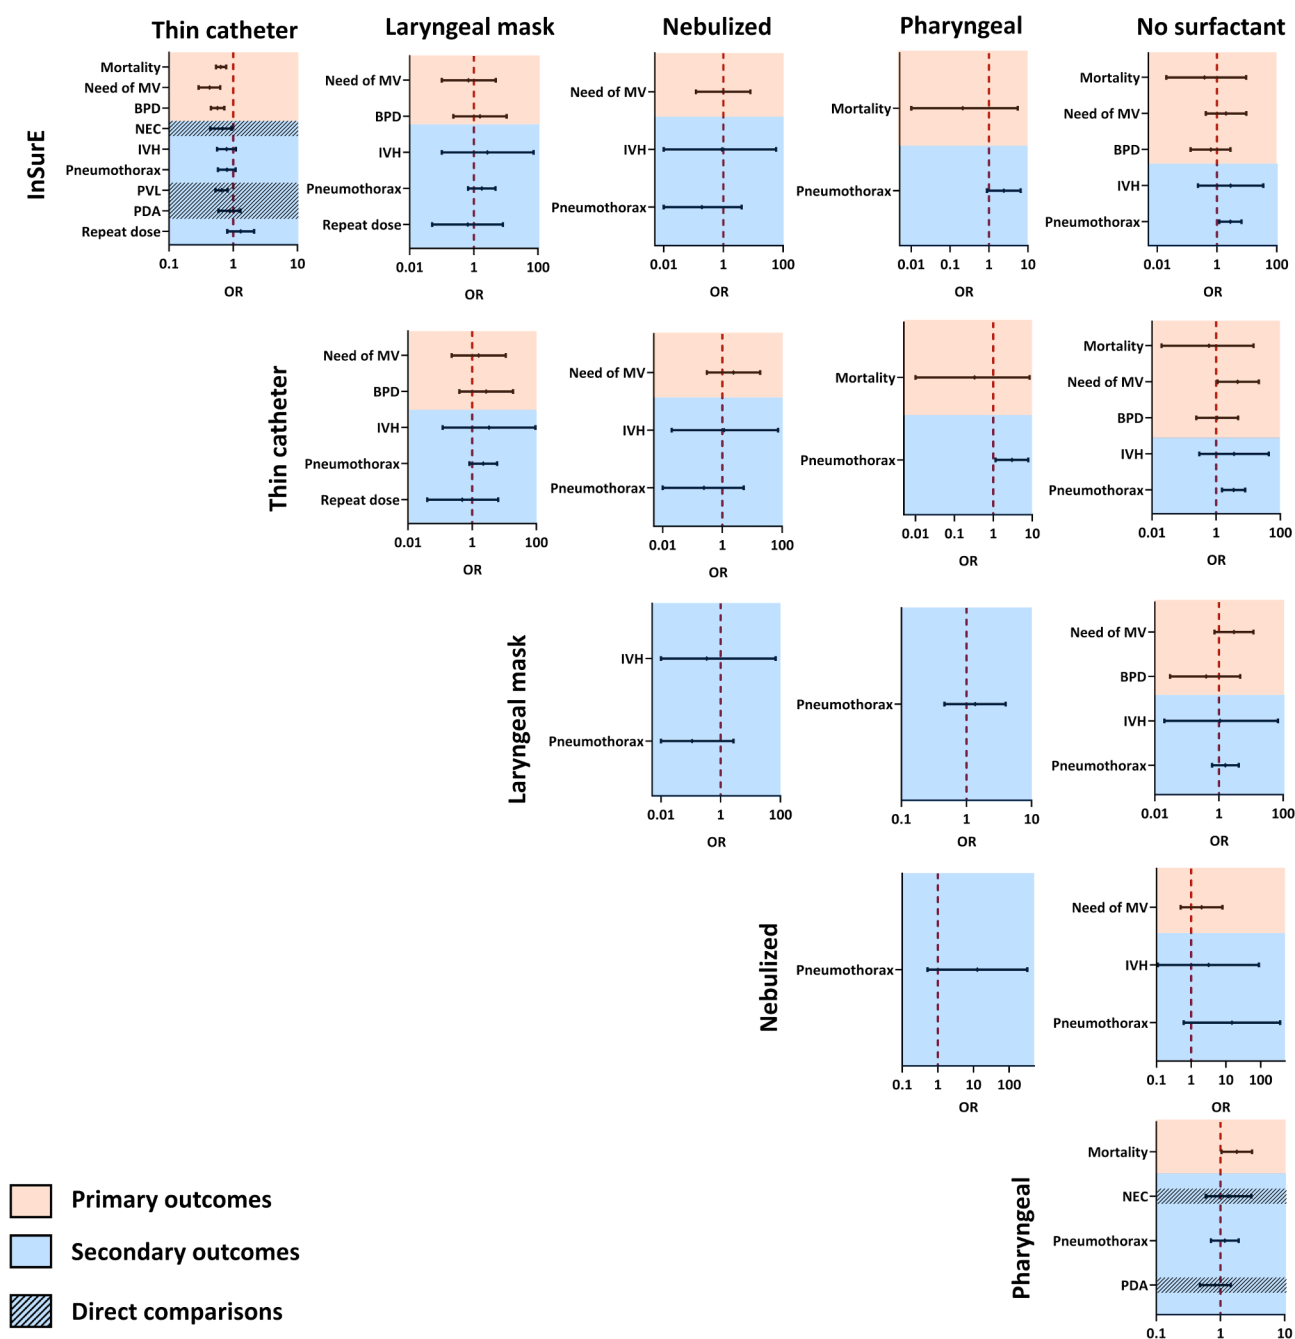 Thin catheter
Laryngeal mask
Nebulized
Pharyngeal
No surfactant
InSurE
Mortality
Need of MV
BPD
NEC
IVH
Pneumothorax
PVL
PDA
Repeat dose
0.1 1 10
OR
Need of MV
BPD
IVH
Pneumothorax
Repeat dose
0.01 1 100
OR
Need of MV
IVH
Pneumothorax
0.01 1 100
OR
Mortality
Pneumothorax
0.01 0.1 1 10
OR
Mortality
Need of MV
BPD
IVH
Pneumothorax
0.01 1 100
OR
Thin catheter
Need of MV
BPD
IVH
Pneumothorax
Repeat dose
0.01 1 100
OR
Need of MV
IVH
Pneumothorax
0.01 1 100
OR
Mortality
Pneumothorax
0.01 0.1 1 10
OR
Mortality
Need of MV
BPD
IVH
Pneumothorax
0.01 1 100
OR
Laryngeal mask
IVH
Pneumothorax
0.01 1 100
OR
Pneumothorax
0.1 1 10
OR
Need of MV
BPD
IVH
Pneumothorax
0.01 1 100
OR
Nebulized
Pneumothorax
0.1 1 10 100
OR
Need of MV
IVH
Pneumothorax
0.1 1 10 100
OR
Pharyngeal
Mortality
NEC
Pneumothorax
PDA
0.1 1 10
Primary outcomes
Secondary outcomes
Direct comparisons